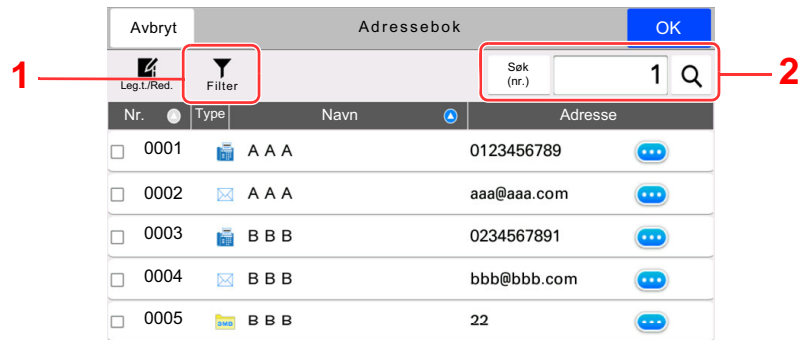 Avbryt Adressebok OK
1 Leg.t./Red. Filter Søk (nr.) 1 2
Nr. Type Navn Adresse
0001 A A A 0123456789
0002 A A A aaa@aaa.com
0003 B B B 0234567891
0004 B B B bbb@bbb.com
0005 SMB B B B 22